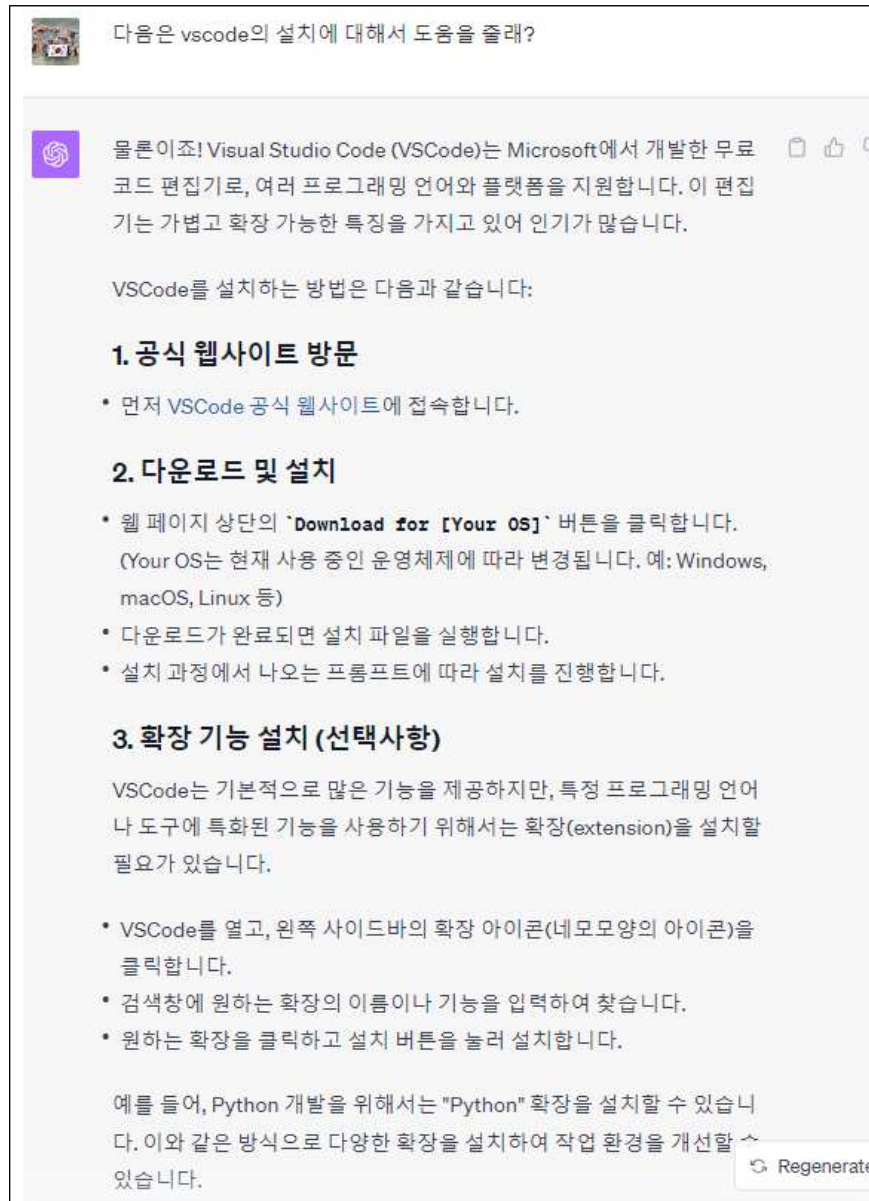 다음은 vscode의 설치에 대해서 도움을 줄래?
물론이죠! Visual Studio Code (VSCode)는 Microsoft에서 개발한 무료
코드 편집기로, 여러 프로그래밍 언어와 플랫폼을 지원합니다. 이 편집
기는 가볍고 확장 가능한 특징을 가지고 있어 인기가 많습니다.
VSCode를 설치하는 방법은 다음과 같습니다:
1. 공식 웹사이트 방문
• 먼저 VSCode 공식 웹사이트에 접속합니다.
2. 다운로드 및 설치
• 웹 페이지 상단의 `Download for [Your OS]` 버튼을 클릭합니다.
(Your OS는 현재 사용 중인 운영체제에 따라 변경됩니다. 예: Windows,
macOS, Linux 등)
• 다운로드가 완료되면 설치 파일을 실행합니다.
• 설치 과정에서 나오는 프롬프트에 따라 설치를 진행합니다.
3. 확장 기능 설치 (선택사항)
VSCode는 기본적으로 많은 기능을 제공하지만, 특정 프로그래밍 언어
나 도구에 특화된 기능을 사용하기 위해서는 확장(extension)을 설치할
필요가 있습니다.
• VSCode를 열고, 왼쪽 사이드바의 확장 아이콘(네모모양의 아이콘)을
클릭합니다.
• 검색창에 원하는 확장의 이름이나 기능을 입력하여 찾습니다.
• 원하는 확장을 클릭하고 설치 버튼을 눌러 설치합니다.
예를 들어, Python 개발을 위해서는 "Python" 확장을 설치할 수 있습니
다. 이와 같은 방식으로 다양한 확장을 설치하여 작업 환경을 개선할 수
있습니다.
Regenerate